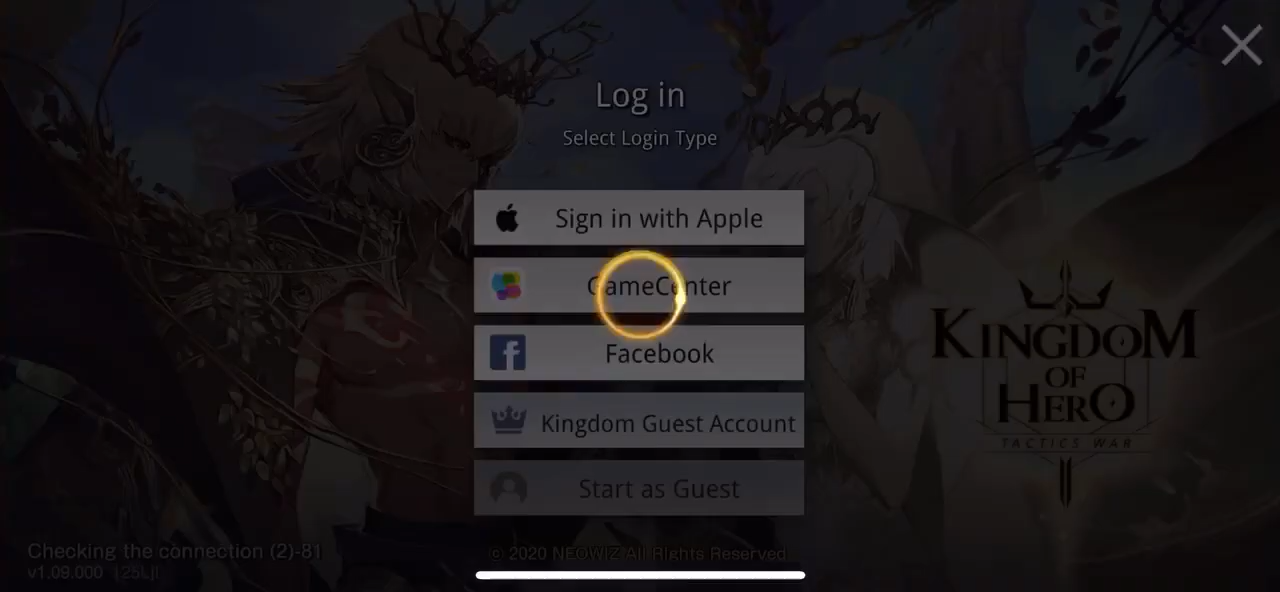 Log in
Select Login Type
Sign in with Apple
GameCenter
Facebook
Kingdom Guest Account
Start as Guest
KINGDOM
OF
HERO
TACTICS WAR
Checking the connection (2)-81
© 2020 NEOWIZ All Rights Reserved
v1.09.000